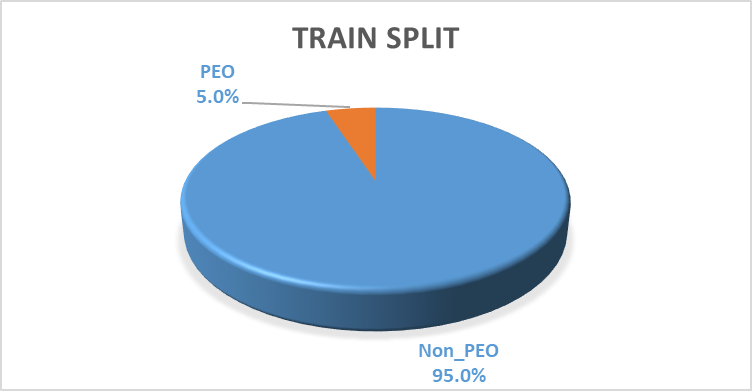 TRAIN SPLIT
PEO
5.0%
Non_PEO
95.0%